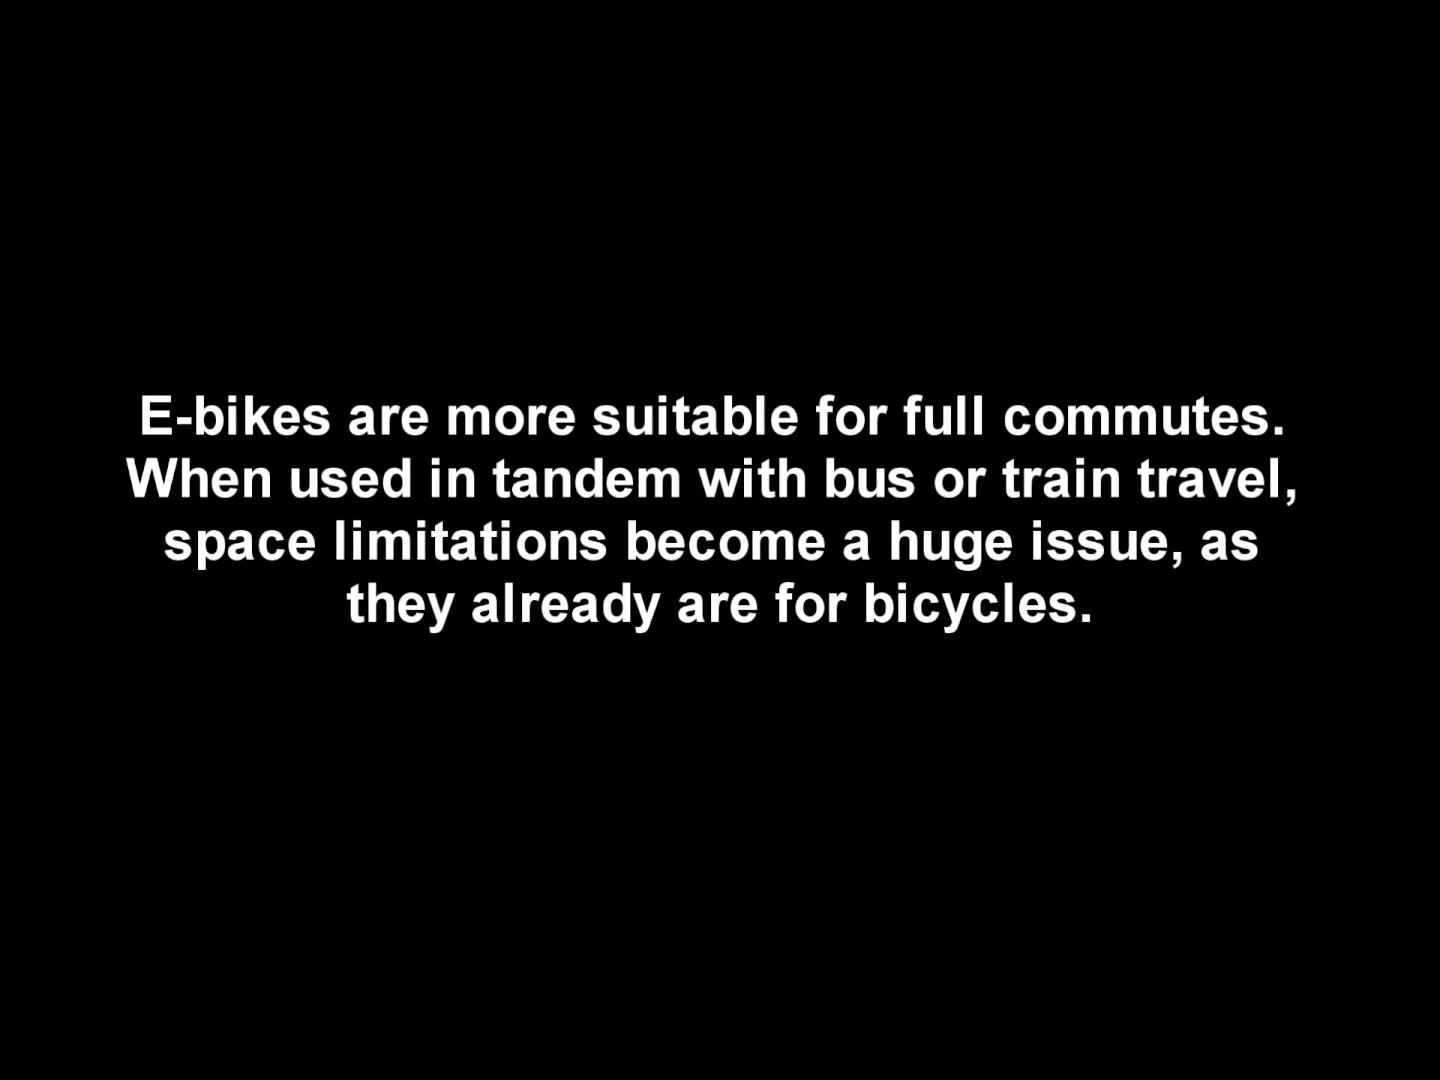 E-bikes are more suitable for full commutes.
When used in tandem with bus or train travel,
space limitations become a huge issue, as
they already are for bicycles.